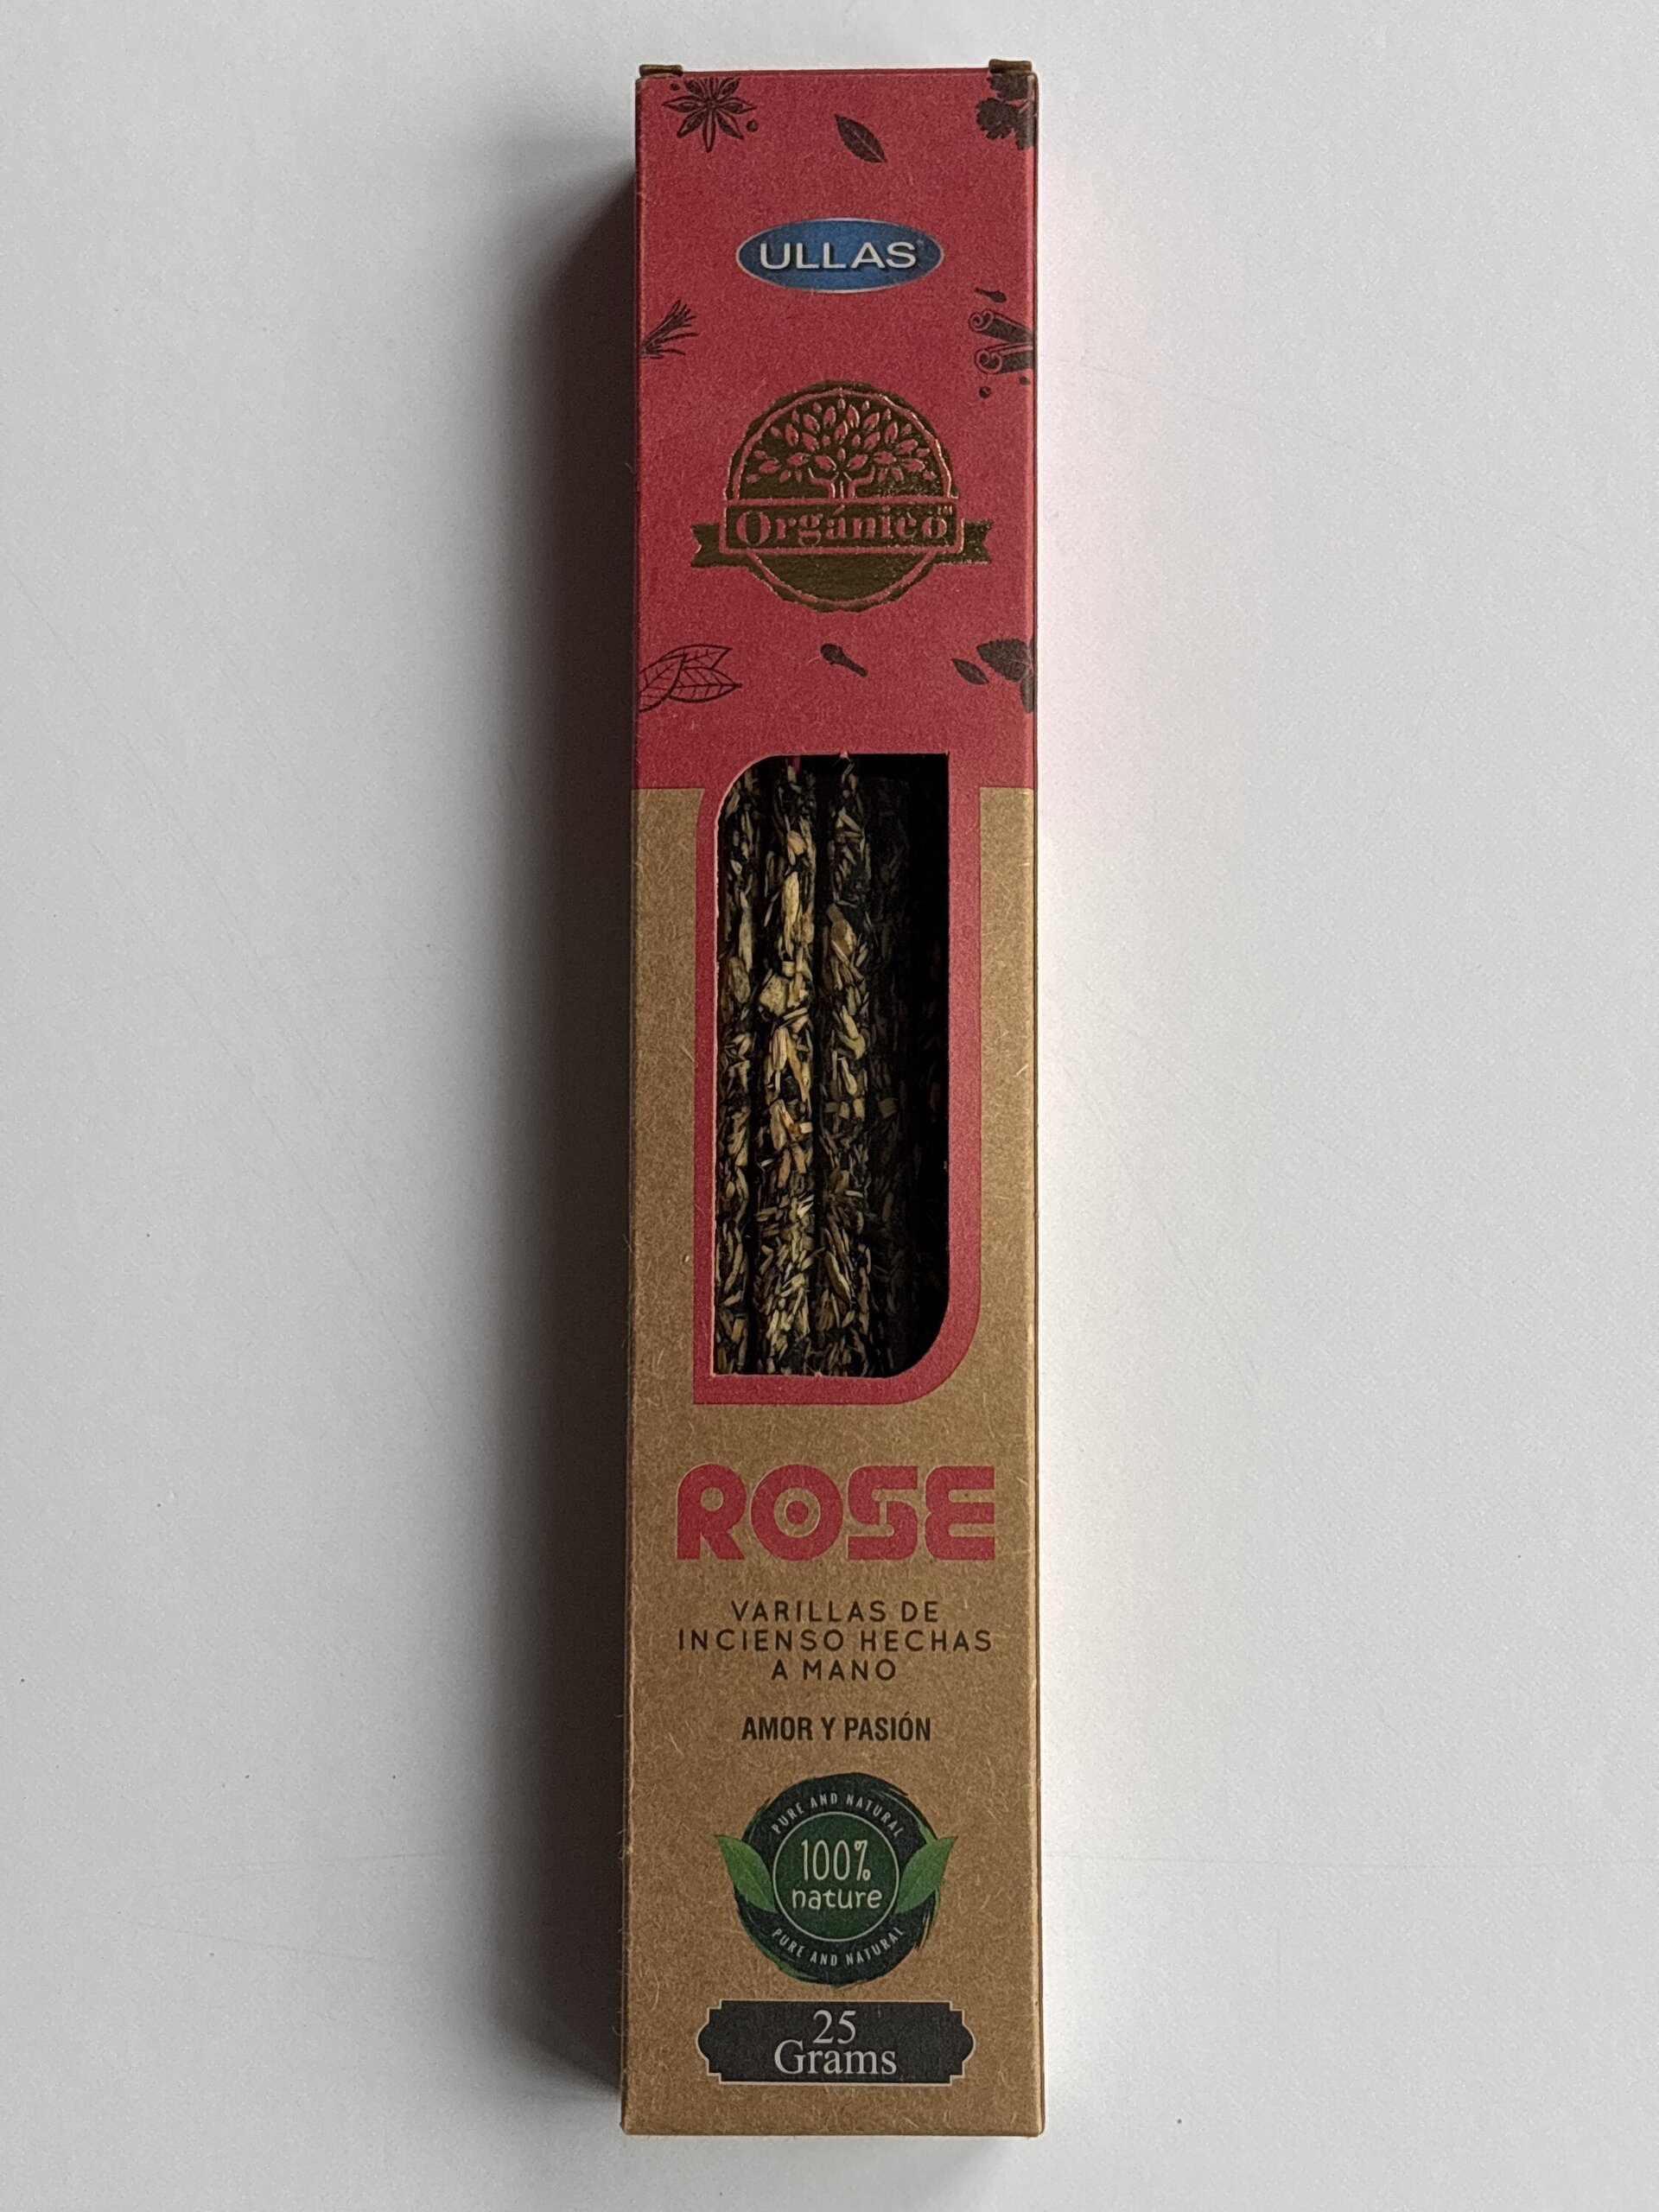 ULLAS
Orgánico™
ROSE
VARILLAS DE
INCIENSO HECHAS
A MANO
AMOR Y PASIÓN
PURE AND NATURAL
100%
nature
PURE AND NATURAL
25
Grams